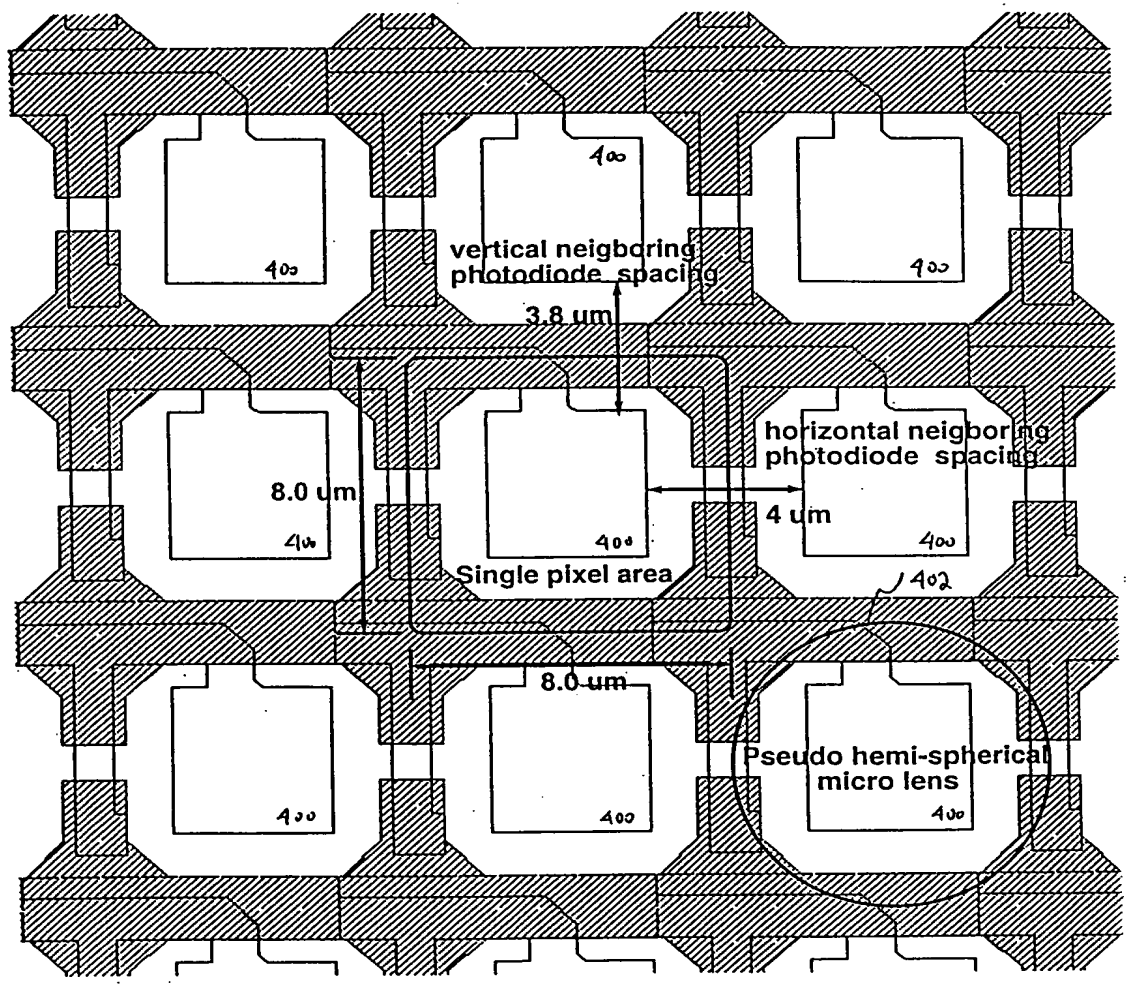 400
vertical neigboring
photodiode spacing
400
400
3.8 um
horizontal neigboring
photodiode spacing
8.0 um
4 um
400
400
400
Single pixel area
402
8.0 um
Pseudo hemi-spherical
micro lens
400
400
400